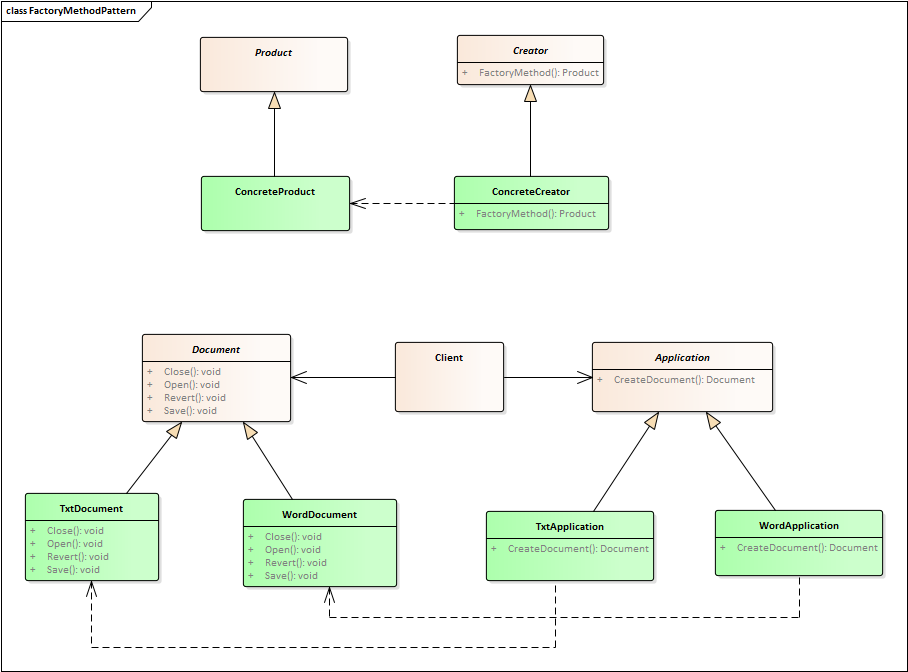 class FactoryMethodPattern
Product
Creator
+ FactoryMethod(): Product
ConcreteProduct
ConcreteCreator
+ FactoryMethod(): Product
Document
+ Close(): void
+ Open(): void
+ Revert(): void
+ Save(): void
Client
Application
+ CreateDocument(): Document
TxtDocument
+ Close(): void
+ Open(): void
+ Revert(): void
+ Save(): void
WordDocument
+ Close(): void
+ Open(): void
+ Revert(): void
+ Save(): void
TxtApplication
+ CreateDocument(): Document
WordApplication
+ CreateDocument(): Document